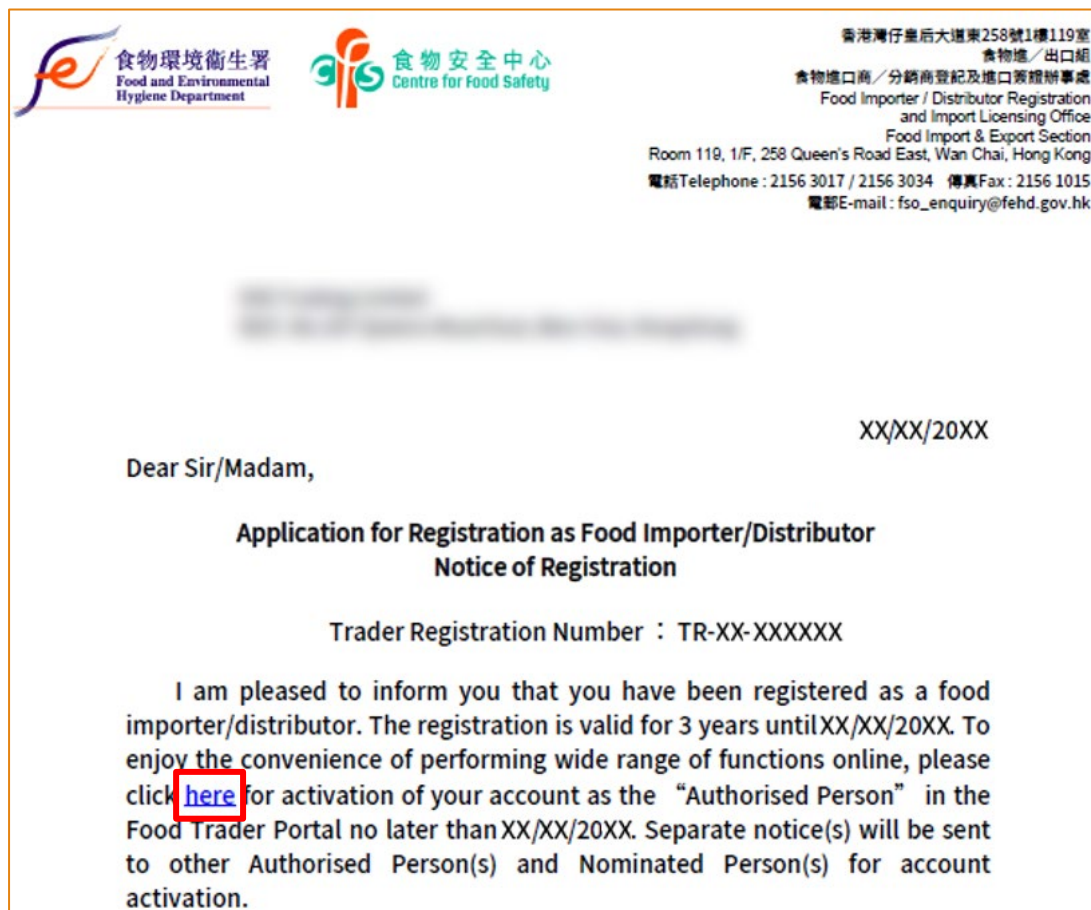 食物環境衞生署
Food and Environmental
Hygiene Department
cfs
食物安全中心
Centre for Food Safety
香港灣仔皇后大道東258號1樓119室
食物進／出口組
食物進口商／分銷商登記及進口簽證辦事處
Food Importer / Distributor Registration
and Import Licensing Office
Food Import & Export Section
Room 119, 1/F, 258 Queen's Road East, Wan Chai, Hong Kong
電話Telephone : 2156 3017 / 2156 3034 傳真Fax : 2156 1015
電郵E-mail : fso_enquiry@fehd.gov.hk
XX/XX/20XX
Dear Sir/Madam,
Application for Registration as Food Importer/Distributor
Notice of Registration
Trader Registration Number : TR-XX-XXXXXX
I am pleased to inform you that you have been registered as a food
importer/distributor. The registration is valid for 3 years until XX/XX/20XX. To
enjoy the convenience of performing wide range of functions online, please
click here for activation of your account as the “Authorised Person” in the
Food Trader Portal no later than XX/XX/20XX. Separate notice(s) will be sent
to other Authorised Person(s) and Nominated Person(s) for account
activation.